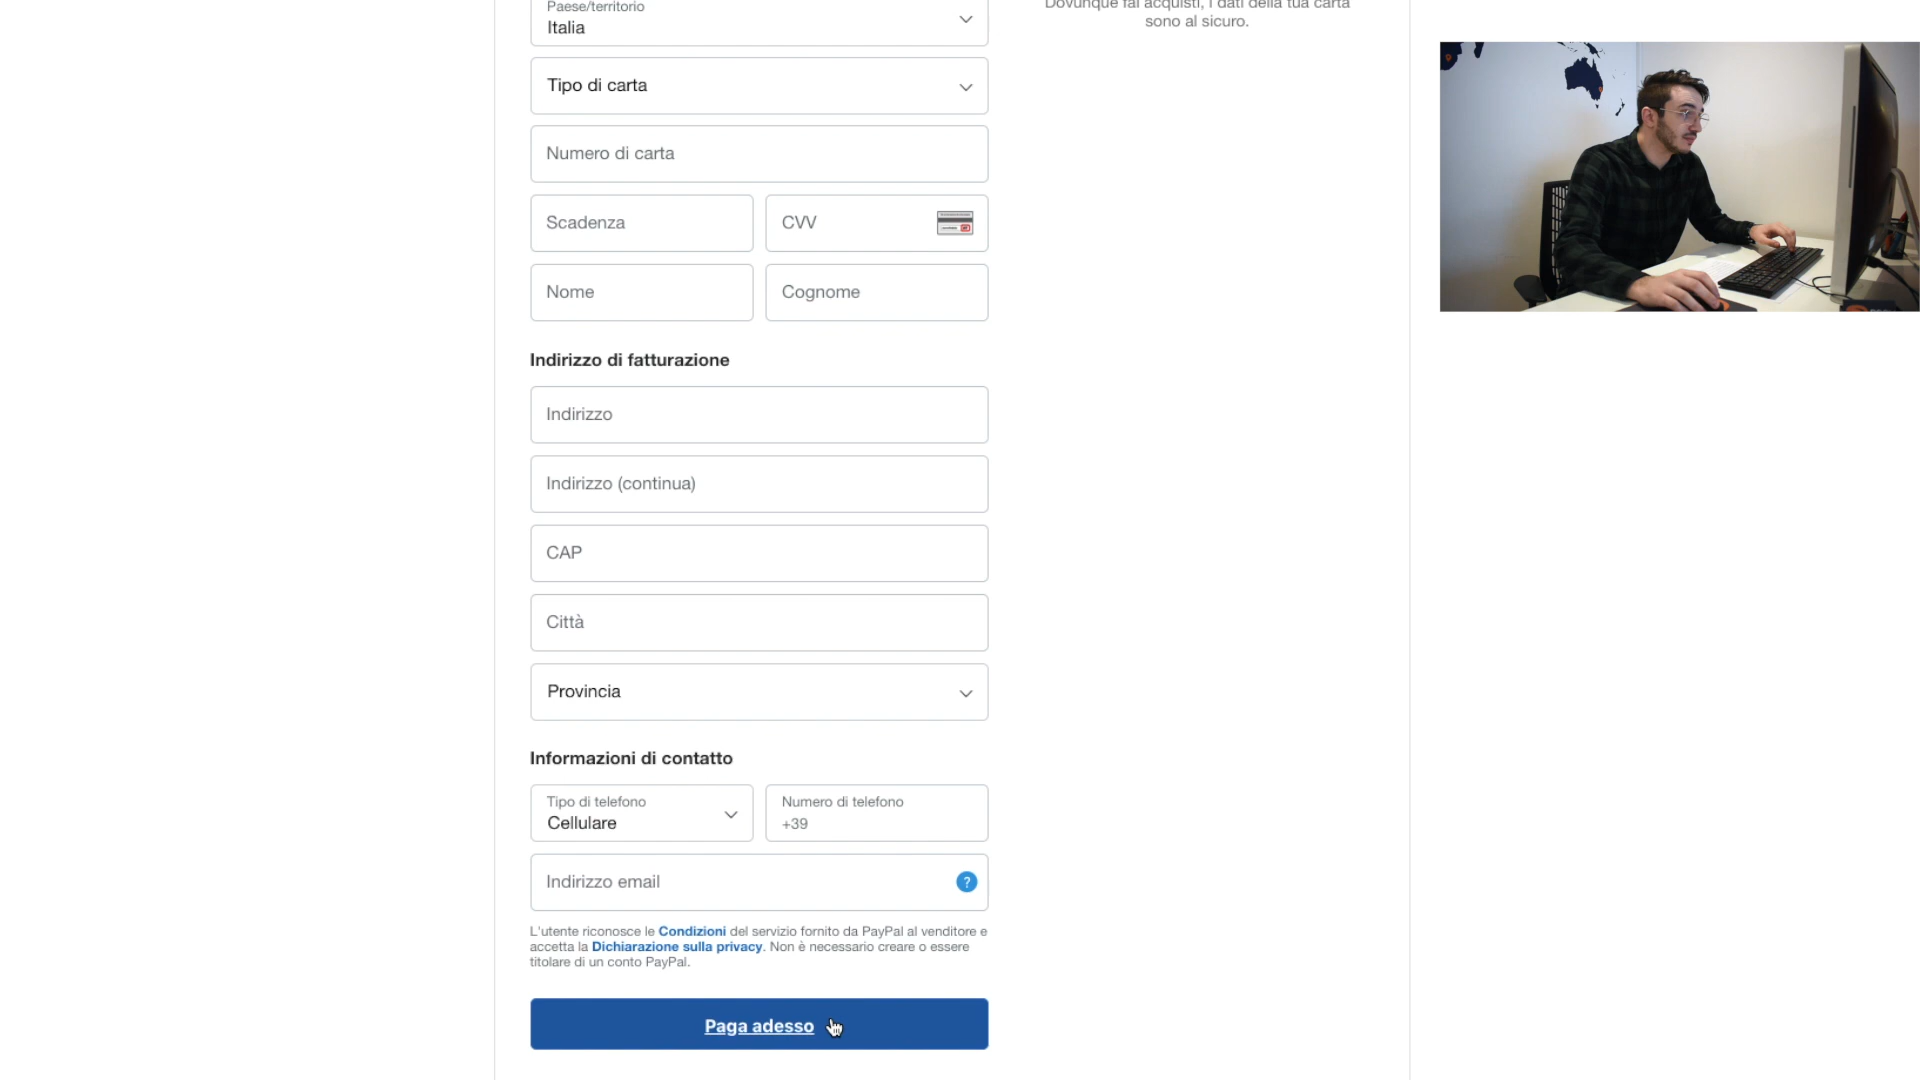 Paese/territorio
Italia
Dovunque fai acquisti, i dati della tua carta
sono al sicuro.
Tipo di carta
Numero di carta
Scadenza
CVV
Nome
Cognome
Indirizzo di fatturazione
Indirizzo
Indirizzo (continua)
CAP
Città
Provincia
Informazioni di contatto
Tipo di telefono
Cellulare
Numero di telefono
+39
Indirizzo email
?
L'utente riconosce le Condizioni del servizio fornito da PayPal al venditore e
accetta la Dichiarazione sulla privacy. Non è necessario creare o essere
titolare di un conto PayPal.
Paga adesso